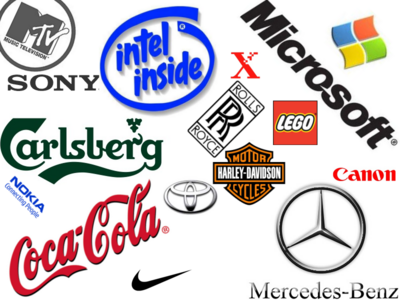 MTV
MUSIC TELEVISION
SONY
intel
inside
®
X
Microsoft®
ROLLS
RR
ROYCE
LEGO
Carlsberg
MOTOR
HARLEY-DAVIDSON
CYCLES
Canon
NOKIA
Connecting People
Coca-Cola®
Mercedes-Benz